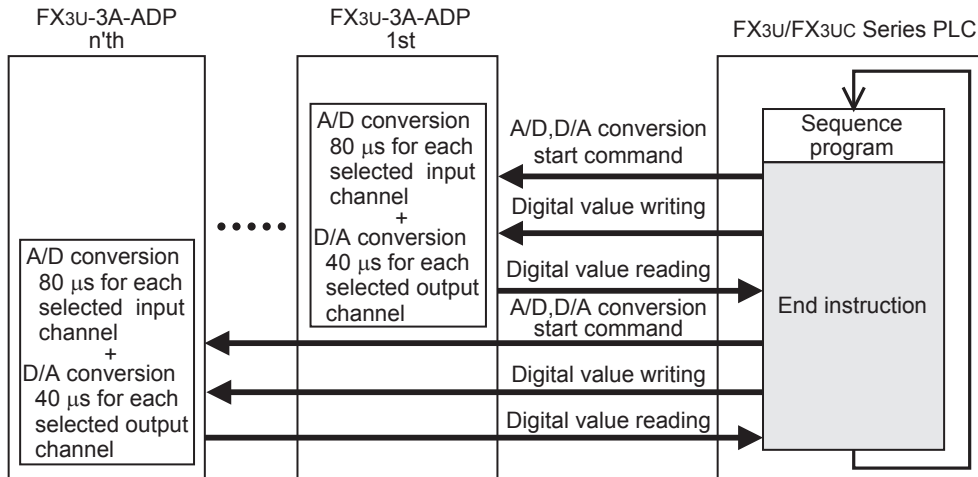 FX3U-3A-ADP
n'th
FX3U-3A-ADP
1st
FX3U/FX3UC Series PLC
A/D conversion
80 μs for each
selected input
channel
+
D/A conversion
40 μs for each
selected output
channel
A/D conversion
80 μs for each
selected input
channel
+
D/A conversion
40 μs for each
selected output
channel
A/D,D/A conversion
start command
Digital value writing
Digital value reading
A/D,D/A conversion
start command
Digital value writing
Digital value reading
Sequence
program
End instruction